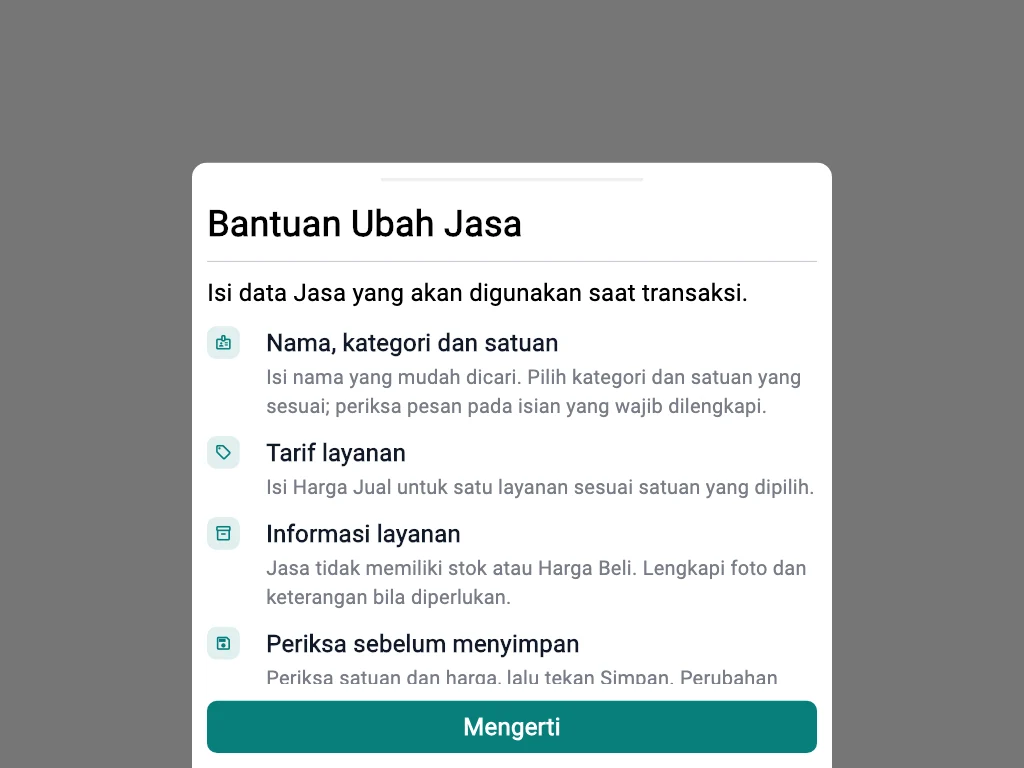 Bantuan Ubah Jasa
Isi data Jasa yang akan digunakan saat transaksi.
Nama, kategori dan satuan
Isi nama yang mudah dicari. Pilih kategori dan satuan yang
sesuai; periksa pesan pada isian yang wajib dilengkapi.
Tarif layanan
Isi Harga Jual untuk satu layanan sesuai satuan yang dipilih.
Informasi layanan
Jasa tidak memiliki stok atau Harga Beli. Lengkapi foto dan
keterangan bila diperlukan.
Periksa sebelum menyimpan
Periksa satuan dan harga, lalu tekan Simpan. Perubahan
Mengerti